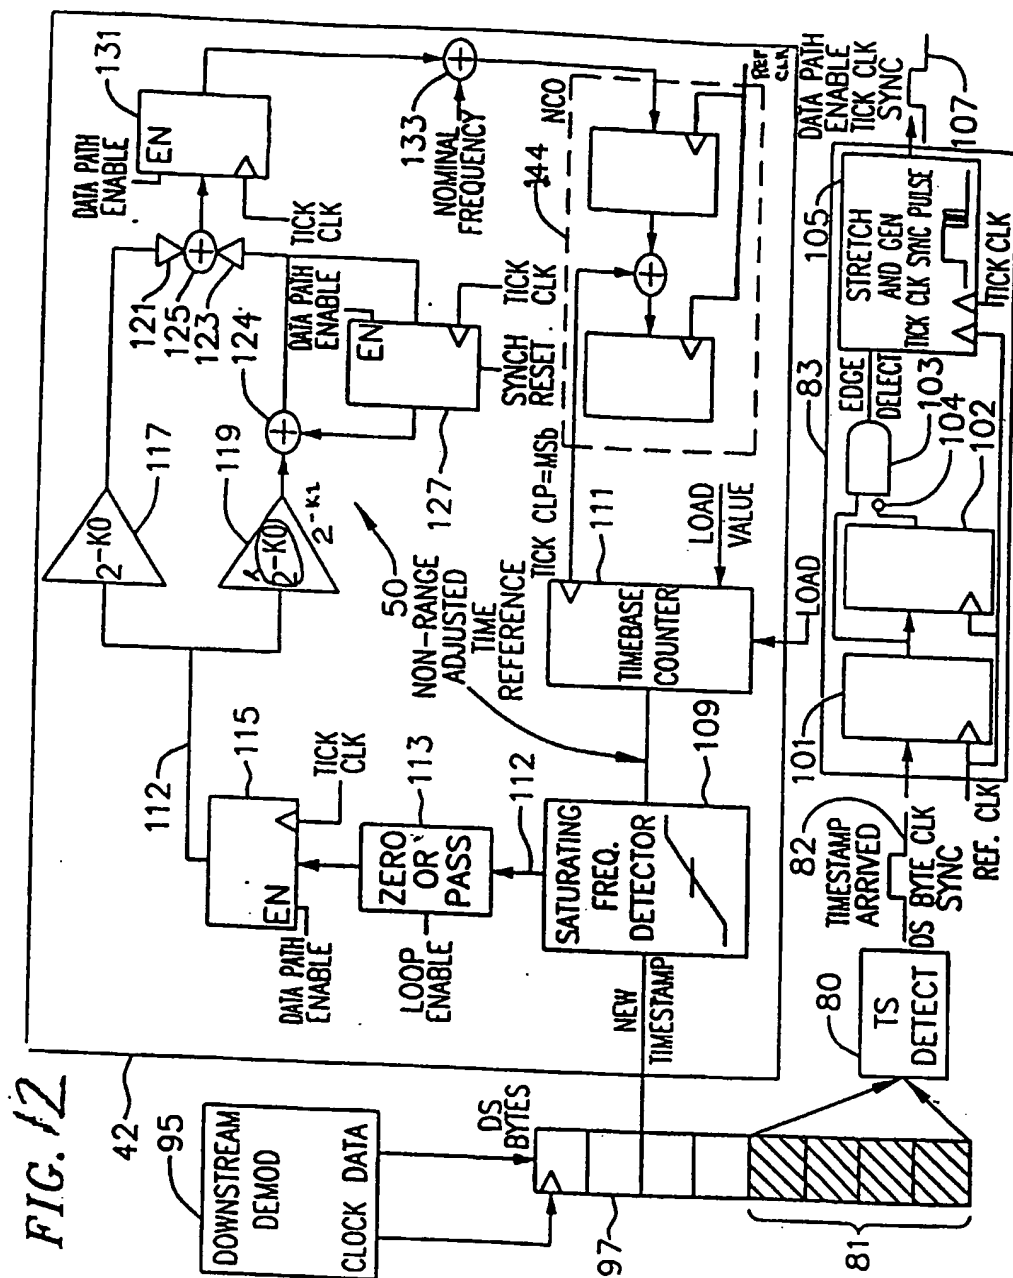 FIG. 12
42
95
DOWNSTREAM
DEMOD
CLOCK DATA
DS
BYTES
97
81
NEW
TIMESTAMP
80
TS
DETECT
TIMESTAMP
ARRIVED
82
DS BYTE CLK
SYNC
REF. CLK
SATURATING
FREQ.
DETECTOR
109
112
ZERO
OR
PASS
113
LOOP
ENABLE
EN
115
DATA PATH
ENABLE
TICK
CLK
112
50
NON-RANGE
ADJUSTED
TIME
REFERENCE
TIMEBASE
COUNTER
111
LOAD
VALUE
LOAD
TICK CLP=MSb
2-K0
117
2-K0
119
2-K1
124
121
125
123
EN
DATA PATH
ENABLE
TICK
CLK
SYNCH
RESET
127
EN
131
DATA PATH
ENABLE
TICK
CLK
133
NOMINAL
FREQUENCY
144
NCO
REF
CLK
83
101
102
104
103
EDGE
DELECT
105
STRETCH
AND GEN
TICK CLK SYNC PULSE
TICK CLK
DATA PATH
ENABLE
TICK CLK
SYNC
107